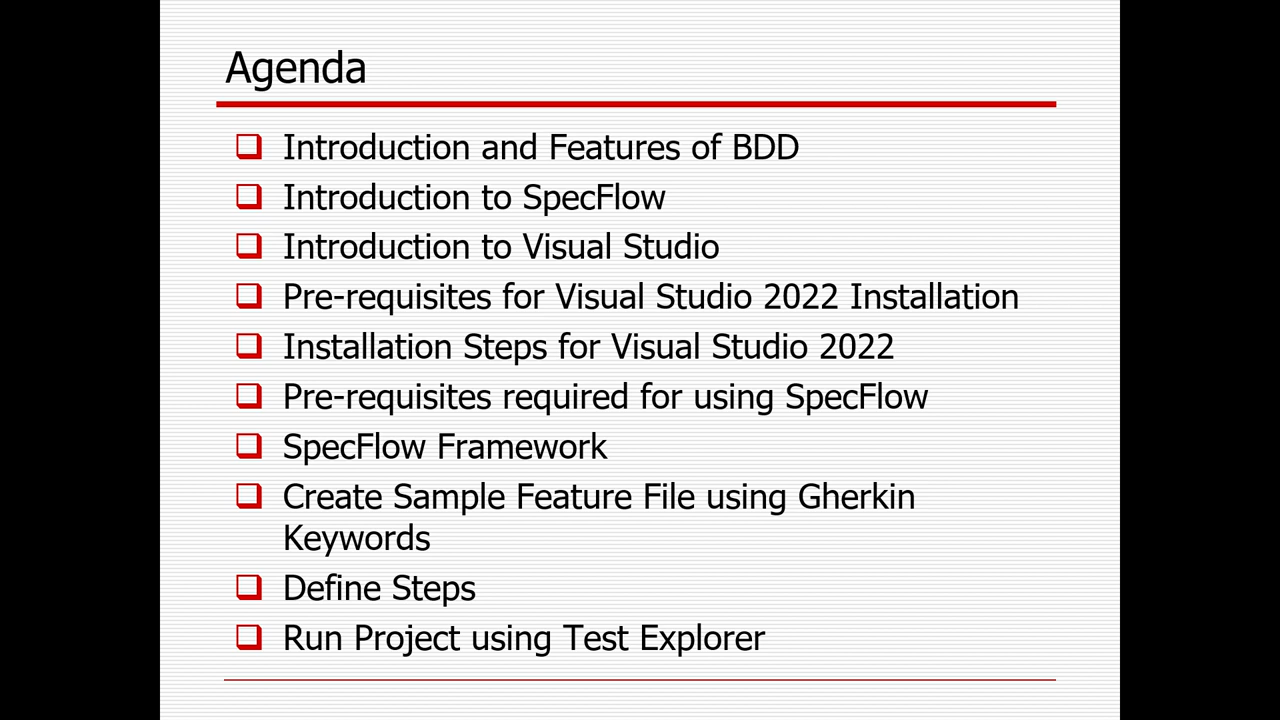 Agenda
Introduction and Features of BDD
Introduction to SpecFlow
Introduction to Visual Studio
Pre-requisites for Visual Studio 2022 Installation
Installation Steps for Visual Studio 2022
Pre-requisites required for using SpecFlow
SpecFlow Framework
Create Sample Feature File using Gherkin
Keywords
Define Steps
Run Project using Test Explorer